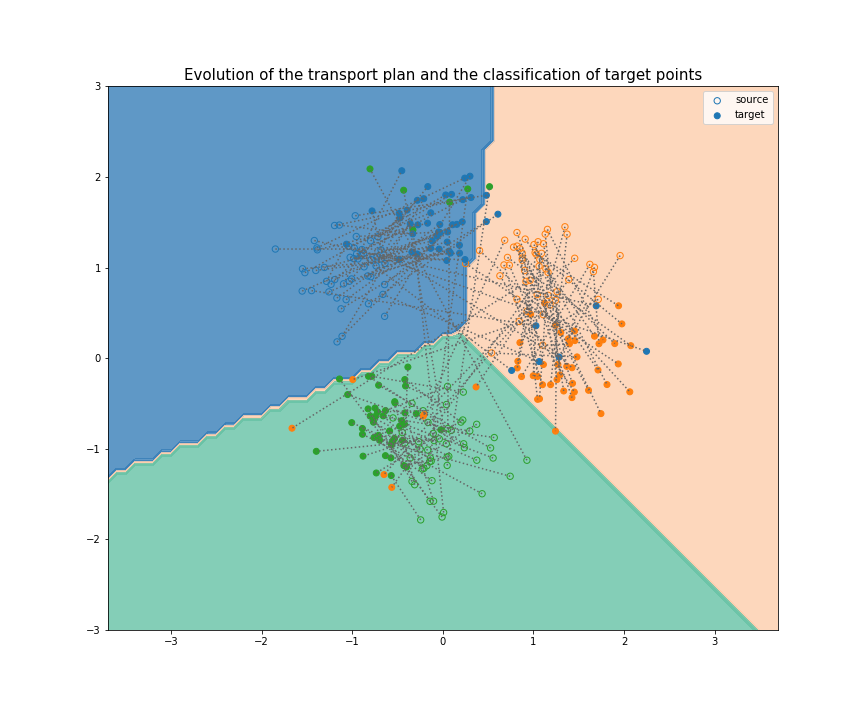 Evolution of the transport plan and the classification of target points
source
target
3
2
1
0
−1
−2
−3
−3 −2 −1 0 1 2 3